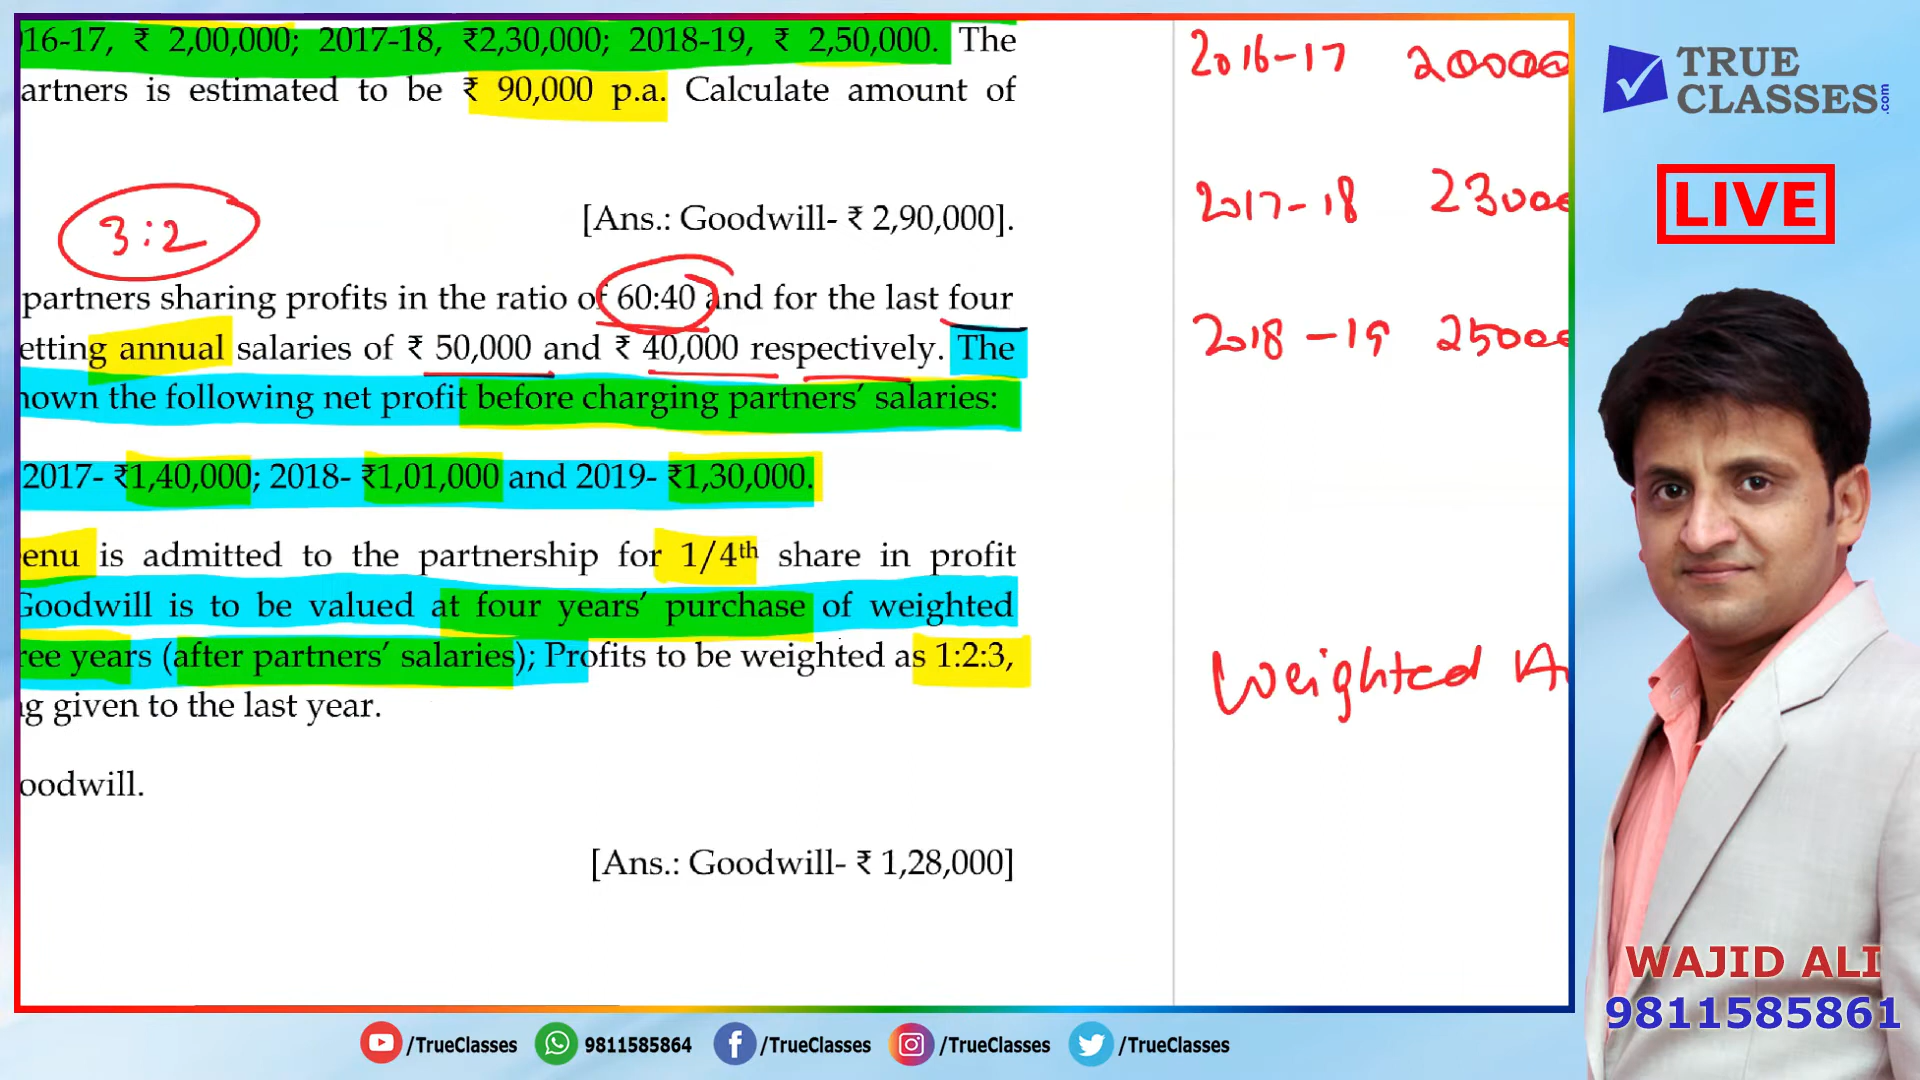 16-17, ₹ 2,00,000; 2017-18, ₹2,30,000; 2018-19, ₹ 2,50,000. The
artners is estimated to be ₹ 90,000 p.a. Calculate amount of
[Ans.: Goodwill- ₹ 2,90,000].
3:2
partners sharing profits in the ratio of 60:40 and for the last four
etting annual salaries of ₹ 50,000 and ₹ 40,000 respectively. The
hown the following net profit before charging partners’ salaries:
2017- ₹1,40,000; 2018- ₹1,01,000 and 2019- ₹1,30,000.
enu is admitted to the partnership for 1/4th share in profit
Goodwill is to be valued at four years’ purchase of weighted
ree years (after partners’ salaries); Profits to be weighted as 1:2:3,
g given to the last year.
oodwill.
[Ans.: Goodwill- ₹ 1,28,000]
2016-17 200000
2017-18 23000
2018-19 25000
Weighted A
TRUE
CLASSES.com
LIVE
WAJID ALI
9811585861
/TrueClasses 9811585864 /TrueClasses /TrueClasses /TrueClasses